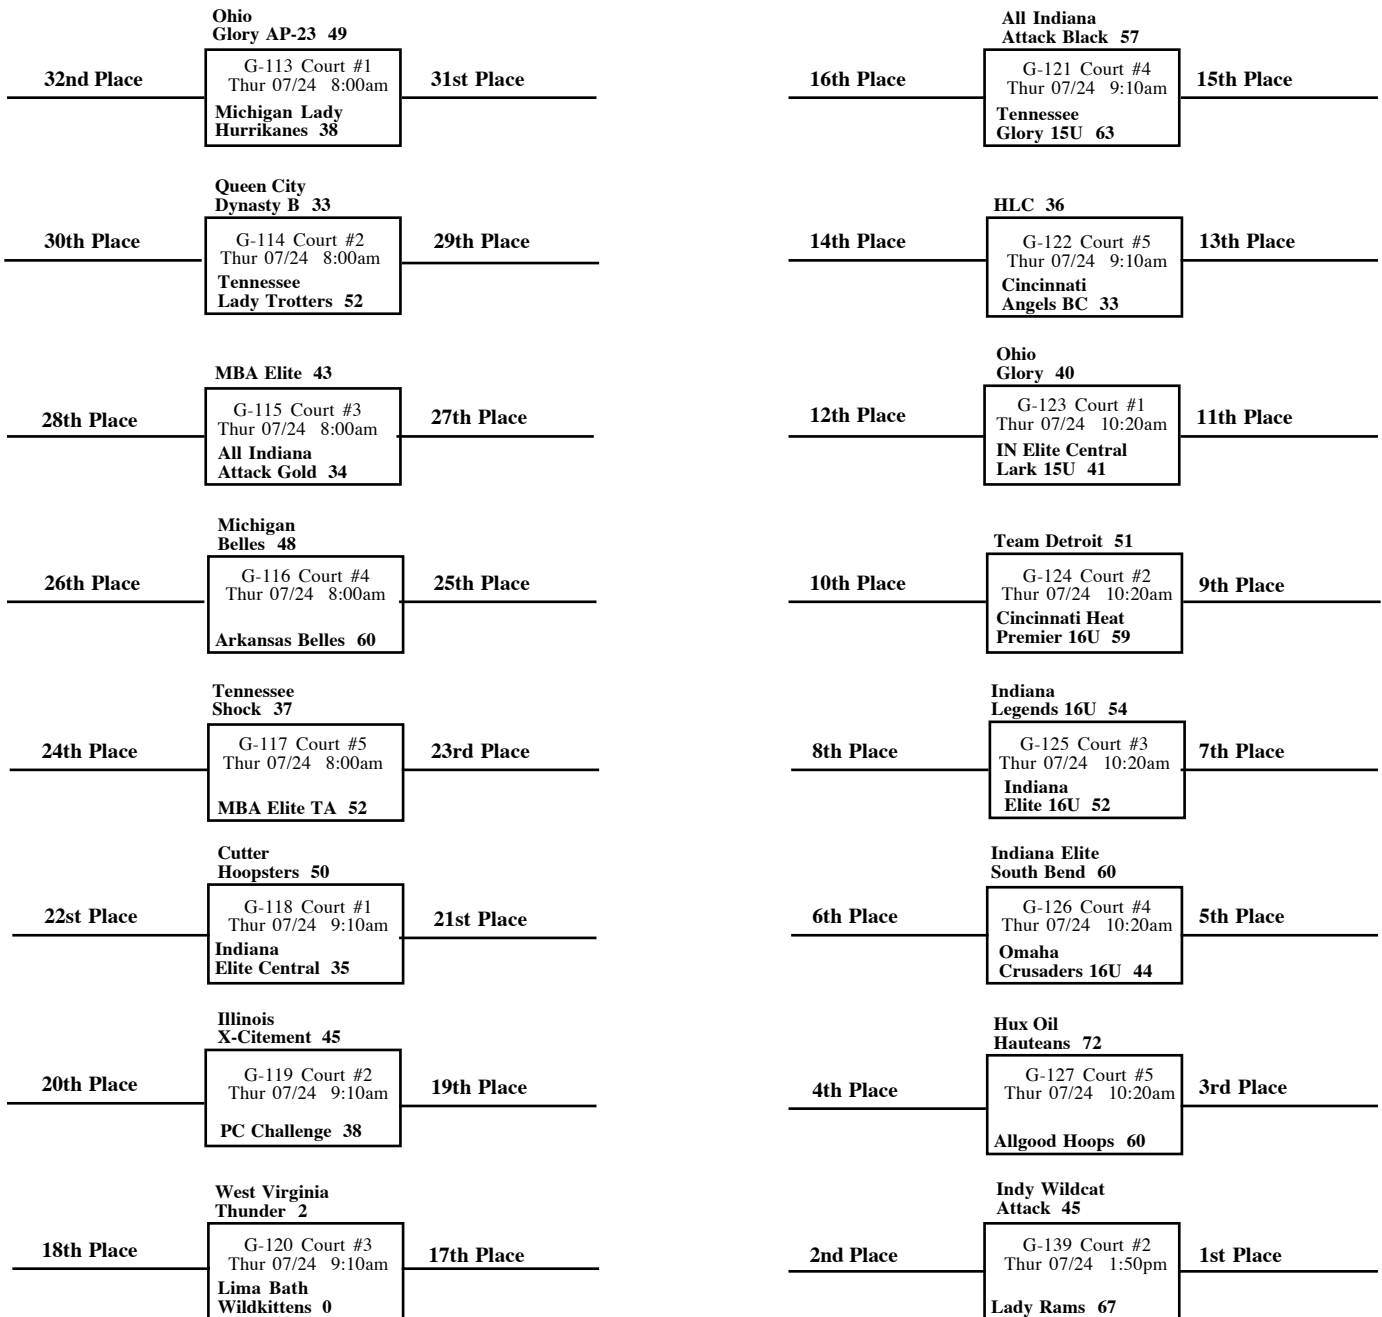 Ohio
Glory AP-23 49
32nd Place
G-113 Court #1
Thur 07/24 8:00am
31st Place
Michigan Lady
Hurrikanes 38
Queen City
Dynasty B 33
30th Place
G-114 Court #2
Thur 07/24 8:00am
29th Place
Tennessee
Lady Trotters 52
MBA Elite 43
28th Place
G-115 Court #3
Thur 07/24 8:00am
27th Place
All Indiana
Attack Gold 34
Michigan
Belles 48
26th Place
G-116 Court #4
Thur 07/24 8:00am
25th Place
Arkansas Belles 60
Tennessee
Shock 37
24th Place
G-117 Court #5
Thur 07/24 8:00am
23rd Place
MBA Elite TA 52
Cutter
Hoopsters 50
22st Place
G-118 Court #1
Thur 07/24 9:10am
21st Place
Indiana
Elite Central 35
Illinois
X-Citement 45
20th Place
G-119 Court #2
Thur 07/24 9:10am
19th Place
PC Challenge 38
West Virginia
Thunder 2
18th Place
G-120 Court #3
Thur 07/24 9:10am
17th Place
Lima Bath
Wildkittens 0
All Indiana
Attack Black 57
16th Place
G-121 Court #4
Thur 07/24 9:10am
15th Place
Tennessee
Glory 15U 63
HLC 36
14th Place
G-122 Court #5
Thur 07/24 9:10am
13th Place
Cincinnati
Angels BC 33
Ohio
Glory 40
12th Place
G-123 Court #1
Thur 07/24 10:20am
11th Place
IN Elite Central
Lark 15U 41
Team Detroit 51
10th Place
G-124 Court #2
Thur 07/24 10:20am
9th Place
Cincinnati Heat
Premier 16U 59
Indiana
Legends 16U 54
8th Place
G-125 Court #3
Thur 07/24 10:20am
7th Place
Indiana
Elite 16U 52
Indiana Elite
South Bend 60
6th Place
G-126 Court #4
Thur 07/24 10:20am
5th Place
Omaha
Crusaders 16U 44
Hux Oil
Hauteans 72
4th Place
G-127 Court #5
Thur 07/24 10:20am
3rd Place
Allgood Hoops 60
Indy Wildcat
Attack 45
2nd Place
G-139 Court #2
Thur 07/24 1:50pm
1st Place
Lady Rams 67